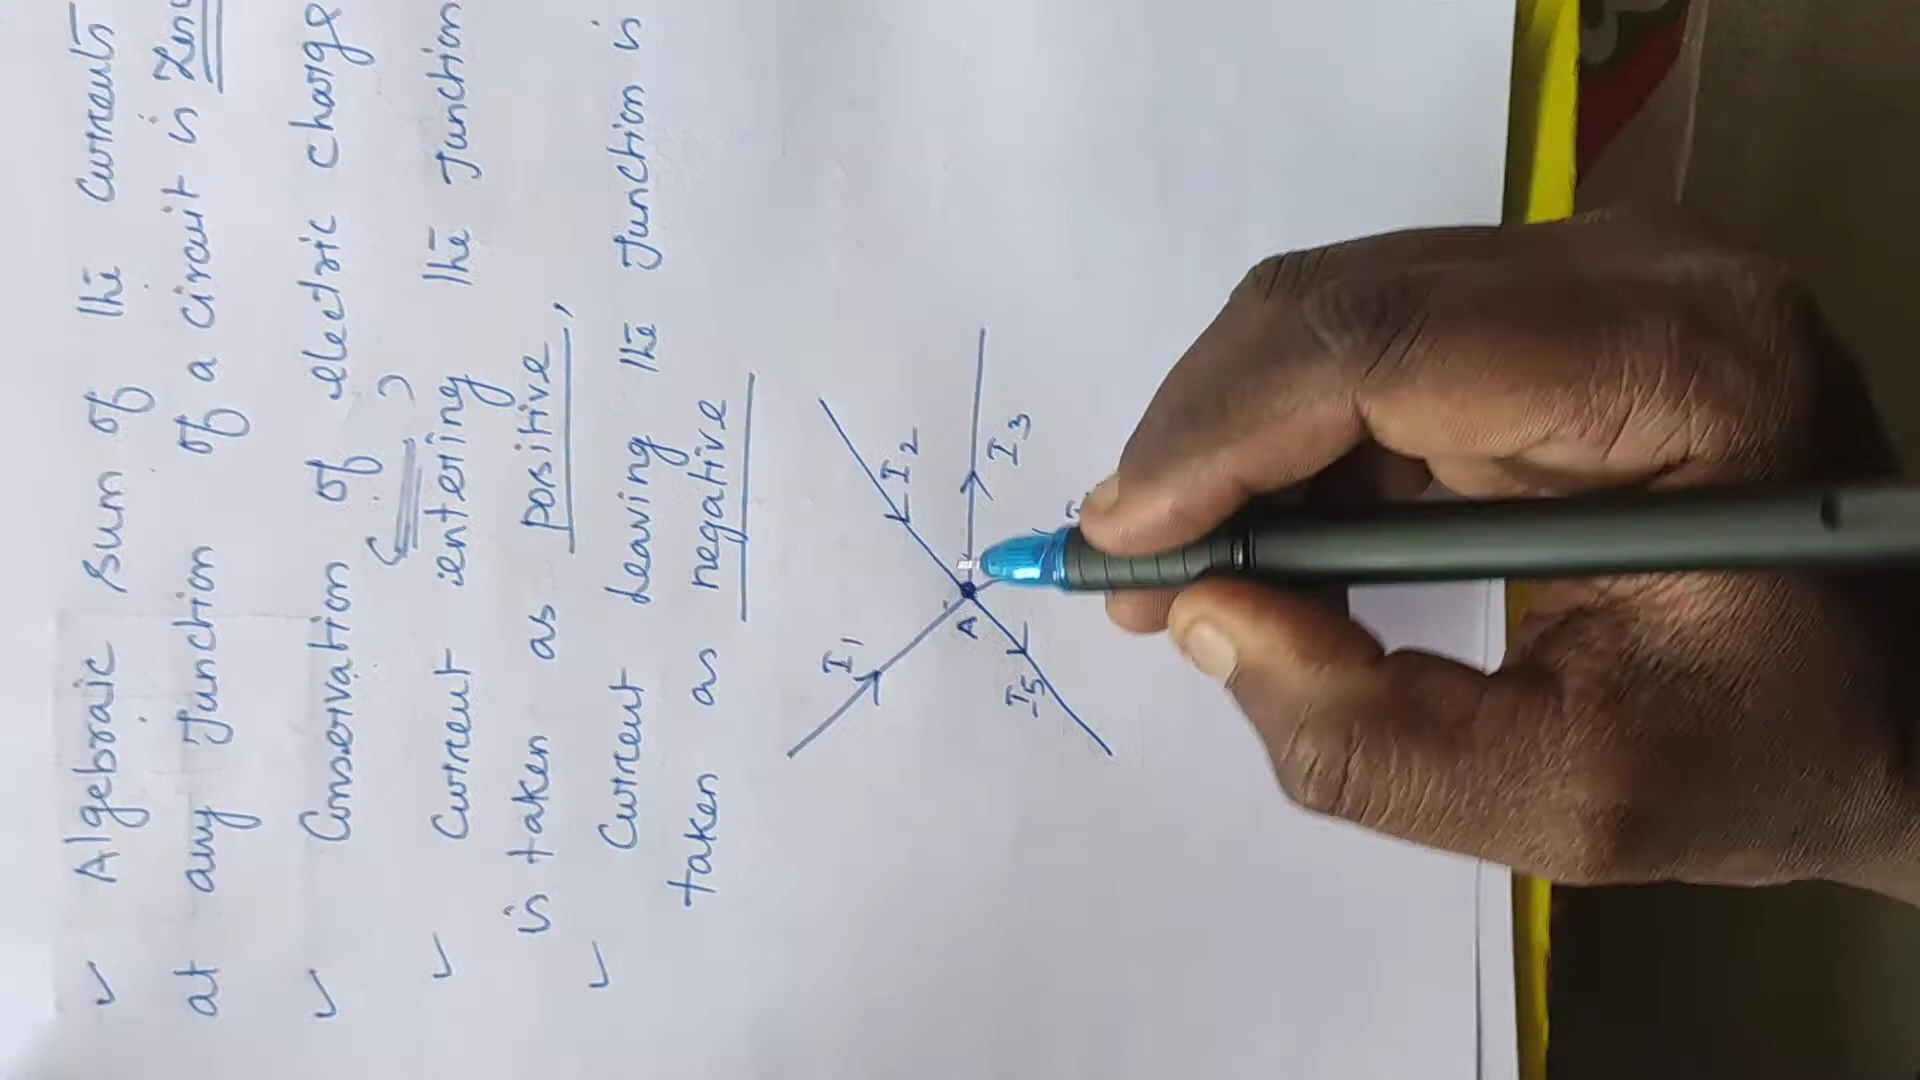 ✓ Algebraic sum of the currents
at any Junction of a circuit is
✓ Conservation of electric charge
✓ Current entering the Junction
is taken as positive,
✓ Current Leaving the Junction is
taken as negative
I1
I2
A
I3
I5